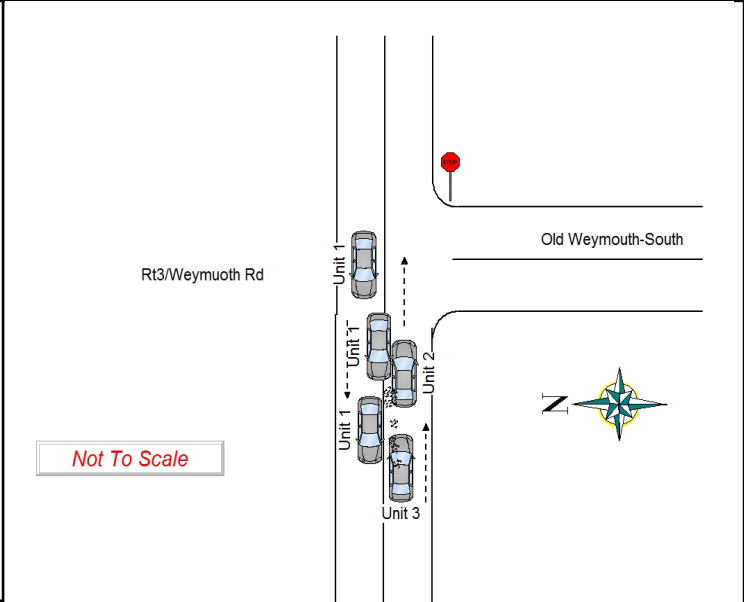 STOP
Old Weymouth-South
Unit 1
Rt3/Weymuoth Rd
Unit 1
Unit 2
N
Unit 1
Not To Scale
Unit 3